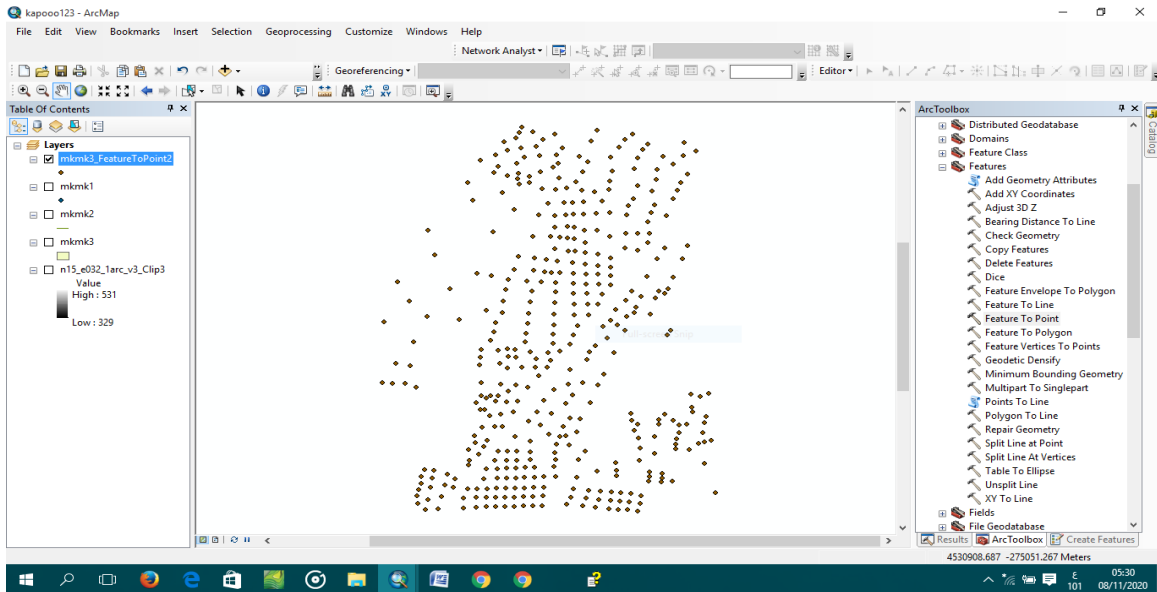 kapooo123 - ArcMap
File Edit View Bookmarks Insert Selection Geoprocessing Customize Windows Help
Network Analyst
Georeferencing
Editor
Table Of Contents
Layers
mkmk3_FeatureToPoint2
mkmk1
mkmk2
mkmk3
n15_e032_1arc_v3_Clip3
Value
High : 531
Low : 329
ArcToolbox
Distributed Geodatabase
Domains
Feature Class
Features
Add Geometry Attributes
Add XY Coordinates
Adjust 3D Z
Bearing Distance To Line
Check Geometry
Copy Features
Delete Features
Dice
Feature Envelope To Polygon
Feature To Line
Feature To Point
Feature To Polygon
Feature Vertices To Points
Geodetic Densify
Minimum Bounding Geometry
Multipart To Singlepart
Points To Line
Polygon To Line
Repair Geometry
Split Line at Point
Split Line At Vertices
Table To Ellipse
Unsplit Line
XY To Line
Fields
File Geodatabase
Catalog
Results ArcToolbox Create Features
4530908.687 -275051.267 Meters
05:30
08/11/2020